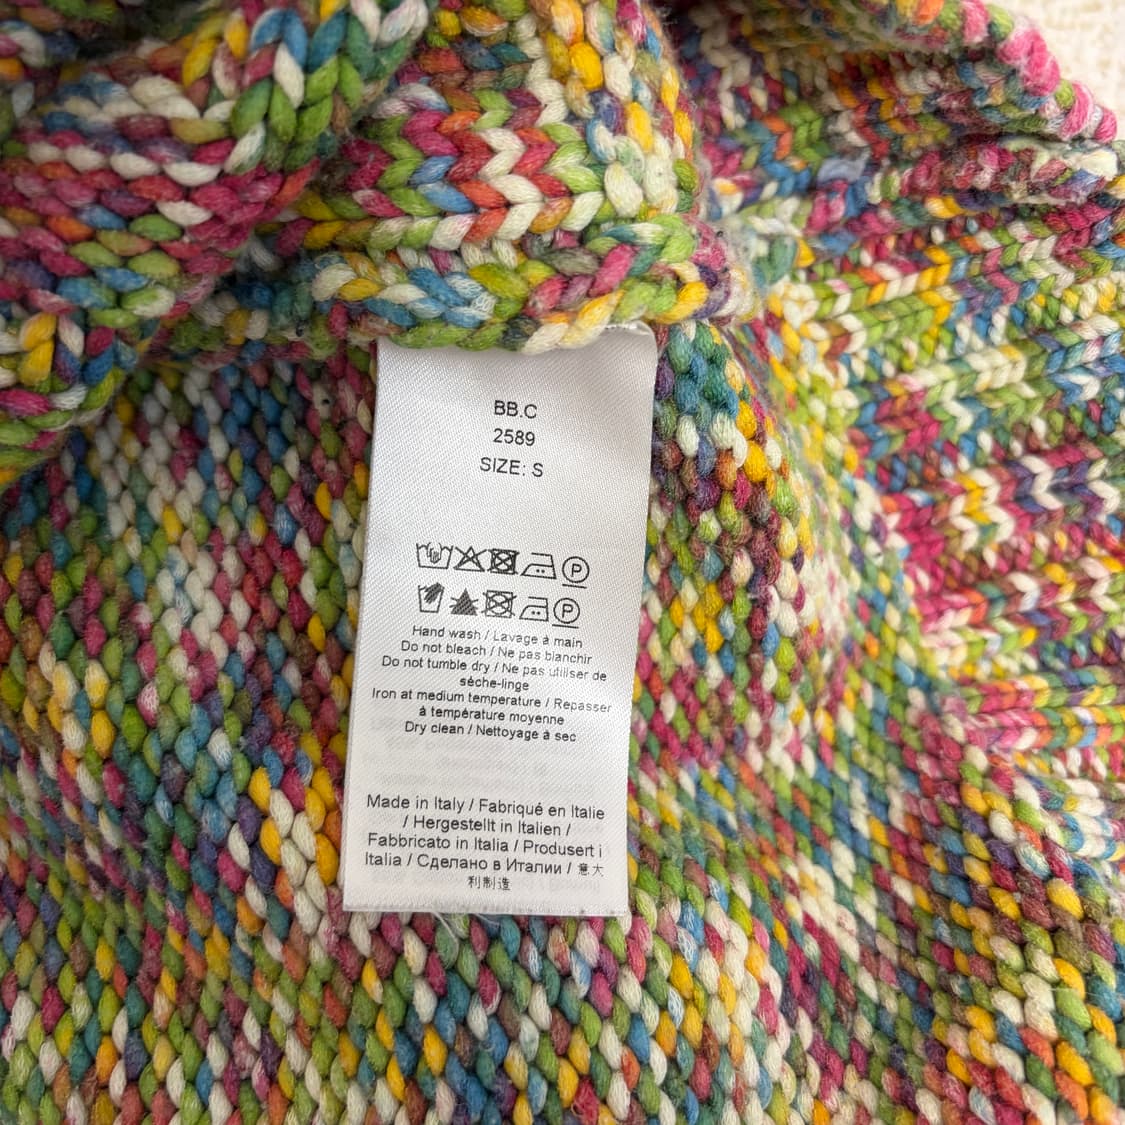 BB.C
2589
SIZE: S
P
P
Hand wash / Lavage à main
Do not bleach / Ne pas blanchir
Do not tumble dry / Ne pas utiliser de
sèche-linge
Iron at medium temperature / Repasser
à température moyenne
Dry clean / Nettoyage à sec
Made in Italy / Fabriqué en Italie
/ Hergestellt in Italien /
Fabbricato in Italia / Produsert i
Italia / Сделано в Италии / 意大
利制造